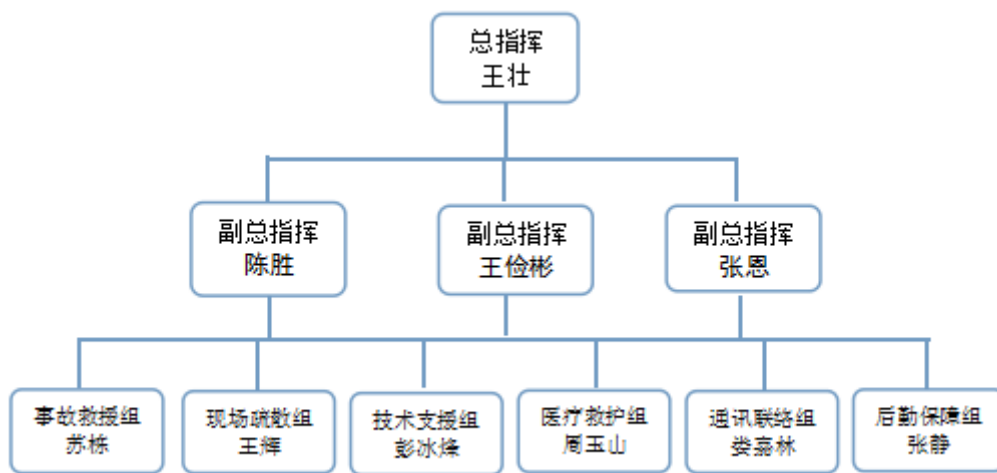 总指挥
王壮
副总指挥
陈胜
副总指挥
王俭彬
副总指挥
张恩
事故救援组
苏栋
现场疏散组
王辉
技术支援组
彭冰烽
医疗救护组
周玉山
通讯联络组
娄嘉林
后勤保障组
张静